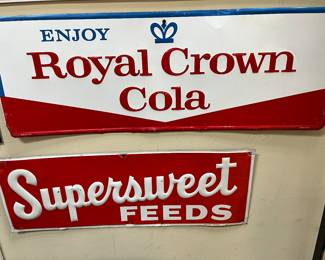 ENJOY
Royal Crown
Cola
Supersweet
FEEDS